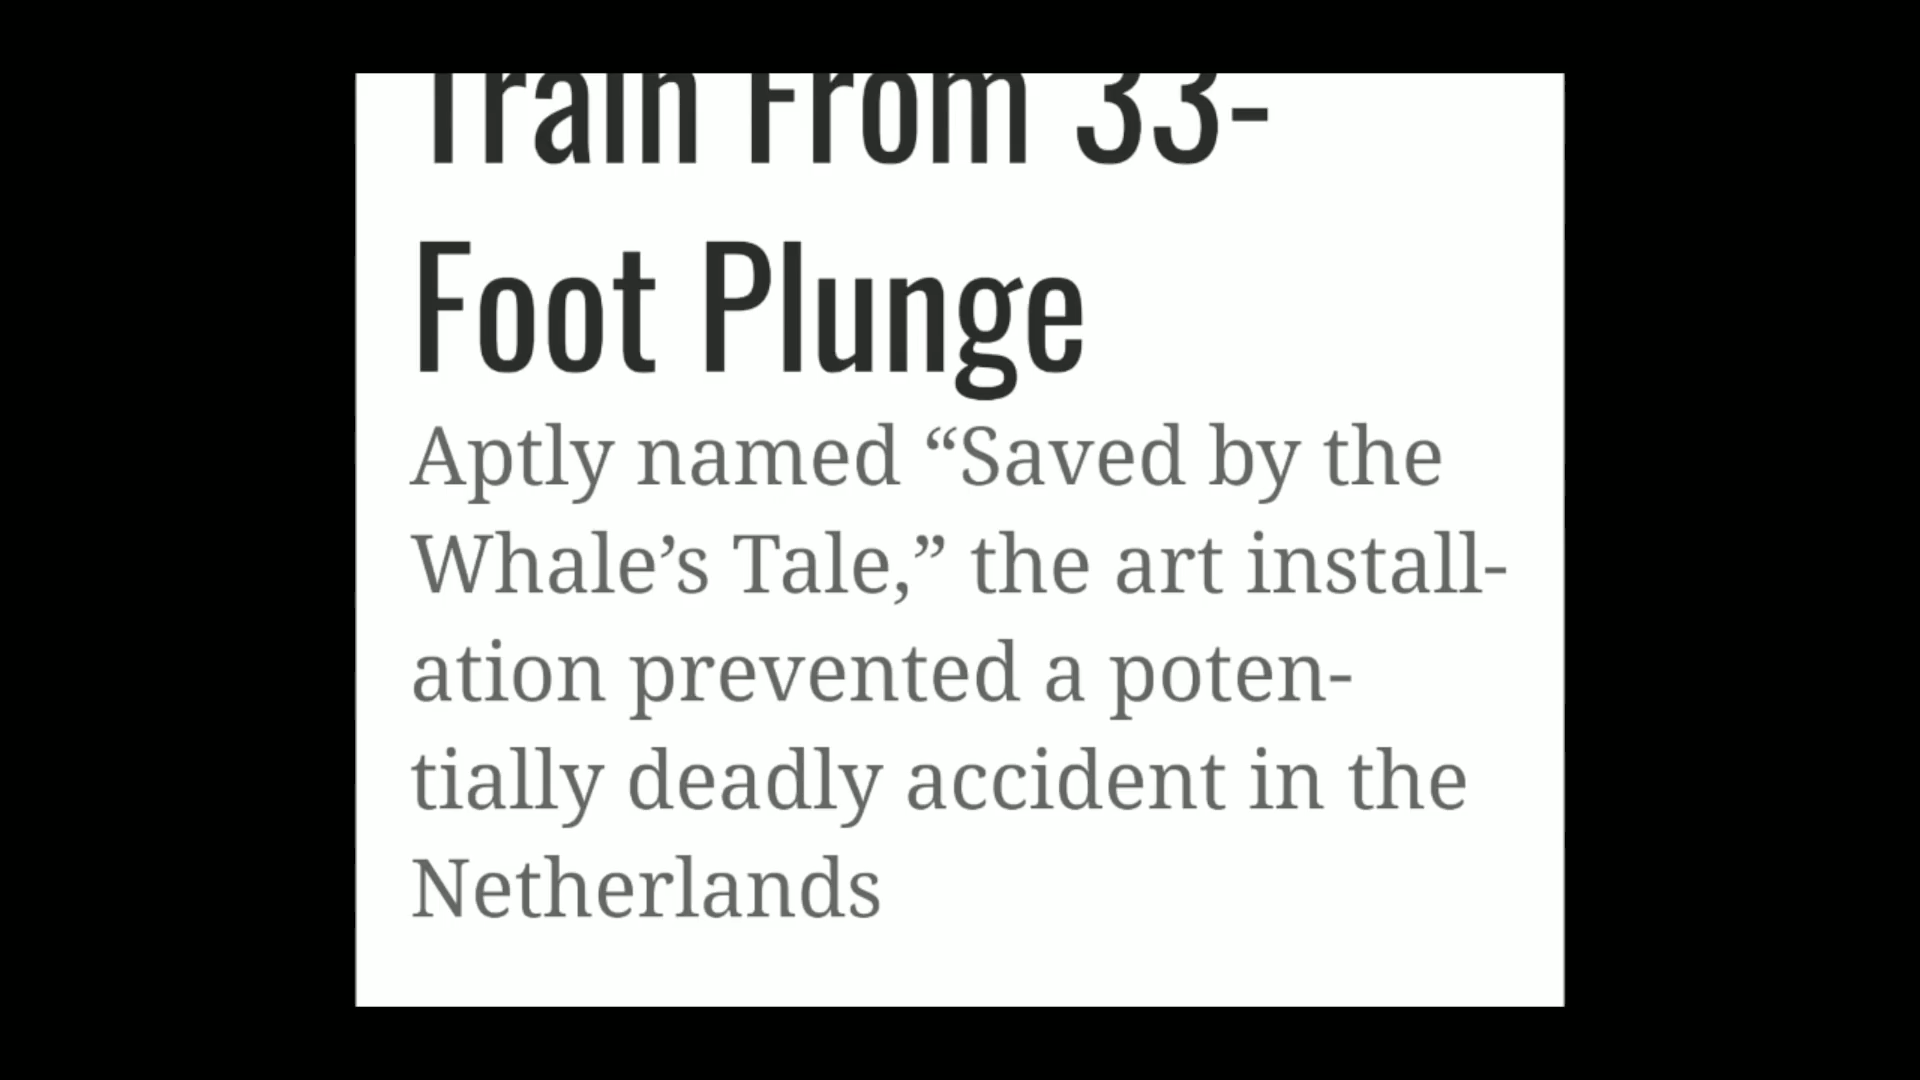 Train From 33-
Foot Plunge
Aptly named “Saved by the
Whale’s Tale,” the art install-
ation prevented a poten-
tially deadly accident in the
Netherlands